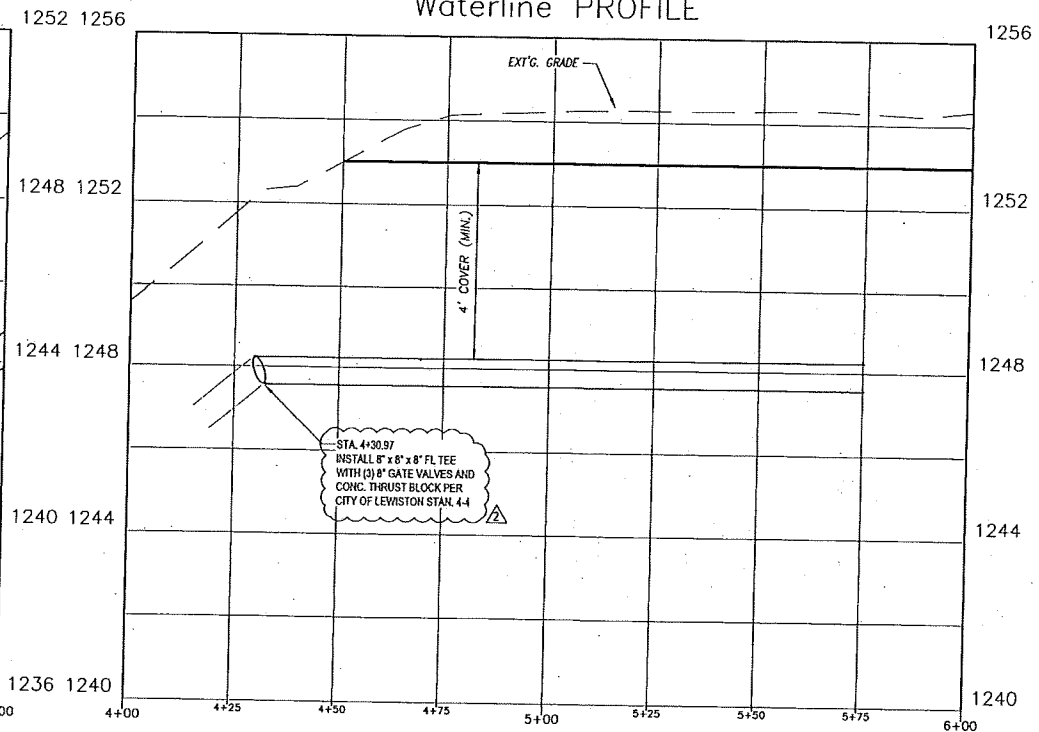 Waterline PROFILE
1252 1256
1256
EXT'G. GRADE
1248 1252
1252
4' COVER (MIN.)
1244 1248
1248
STA. 4+30.97
INSTALL 8" x 8" x 8" FL TEE
WITH (3) 8" GATE VALVES AND
CONC. THRUST BLOCK PER
CITY OF LEWISTON STAN. 4-4
2
1240 1244
1244
1236 1240
1240
00
4+00
4+25
4+50
4+75
5+00
5+25
5+50
5+75
6+00